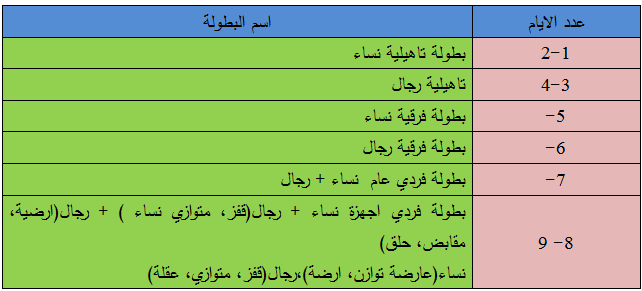 عدد الايام اسم البطولة
2-1 بطولة تاهيلية نساء
4-3 تاهيلية رجال
-5 بطولة فرقية نساء
-6 بطولة فرقية رجال
-7 بطولة فردي عام نساء + رجال
بطولة فردي اجهزة نساء + رجال(قفز، متوازي نساء ) + رجال(ارضية،
9 -8 مقابض، حلق)
نساء(عارضة توازن، ارضة)،رجال(قفز، متوازي، عقلة)